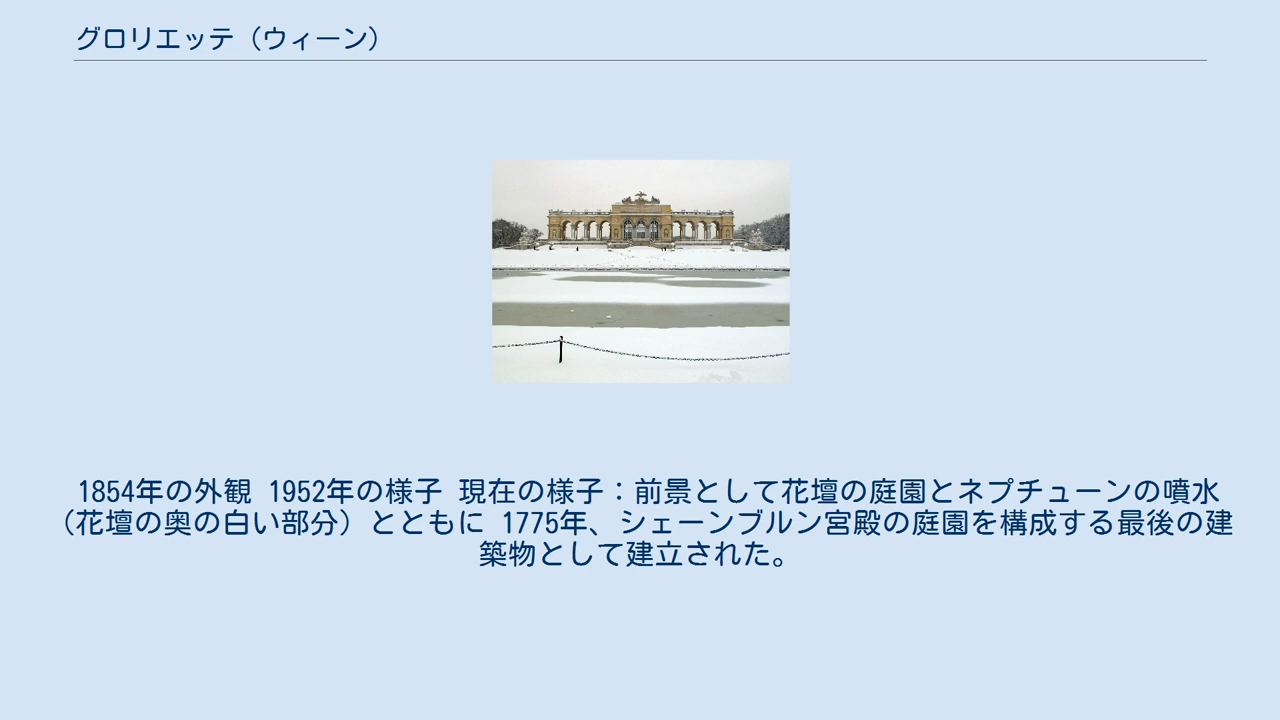 グロリエッテ（ウィーン）
1854年の外観 1952年の様子 現在の様子：前景として花壇の庭園とネプチューンの噴水
（花壇の奥の白い部分）とともに 1775年、シェーンブルン宮殿の庭園を構成する最後の建
築物として建立された。